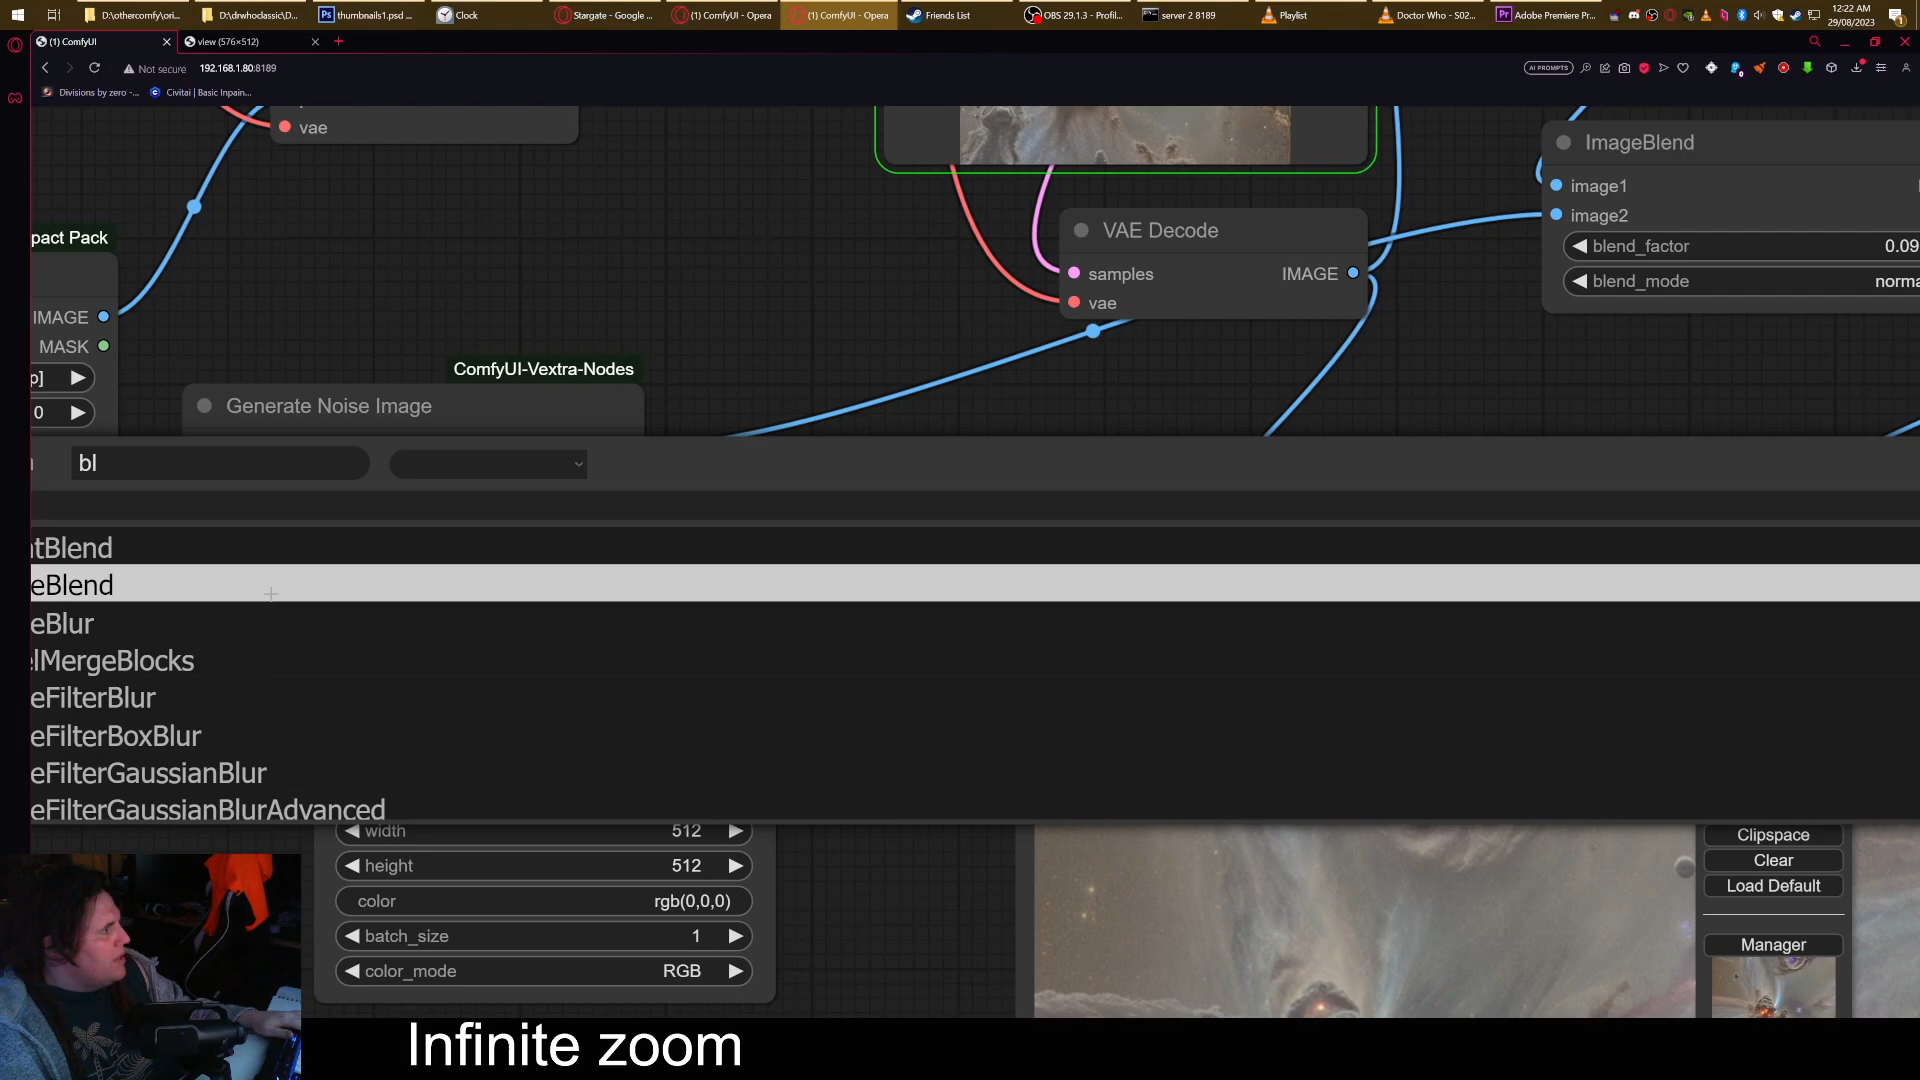 D:\othercomfy\ori...
D:\drwhoclassic\D...
thumbnails1.psd ...
Clock
Stargate - Google ...
(1) ComfyUI - Opera
(1) ComfyUI - Opera
Friends List
OBS 29.1.3 - Profil...
server 2 8189
Playlist
Doctor Who - S02...
Adobe Premiere Pr...
12:22 AM
29/08/2023
(1) ComfyUI
view (576×512)
Not secure
192.168.1.80:8189
AI PROMPTS
Divisions by zero -...
Civitai | Basic Inpain...
vae
ImageBlend
image1
image2
blend_factor 0.09
blend_mode norma
VAE Decode
samples
IMAGE
vae
pact Pack
IMAGE
MASK
p]
0
ComfyUI-Vextra-Nodes
Generate Noise Image
bl
tBlend
eBlend
eBlur
elMergeBlocks
eFilterBlur
eFilterBoxBlur
eFilterGaussianBlur
eFilterGaussianBlurAdvanced
width 512
height 512
color rgb(0,0,0)
batch_size 1
color_mode RGB
Clipspace
Clear
Load Default
Manager
Infinite zoom